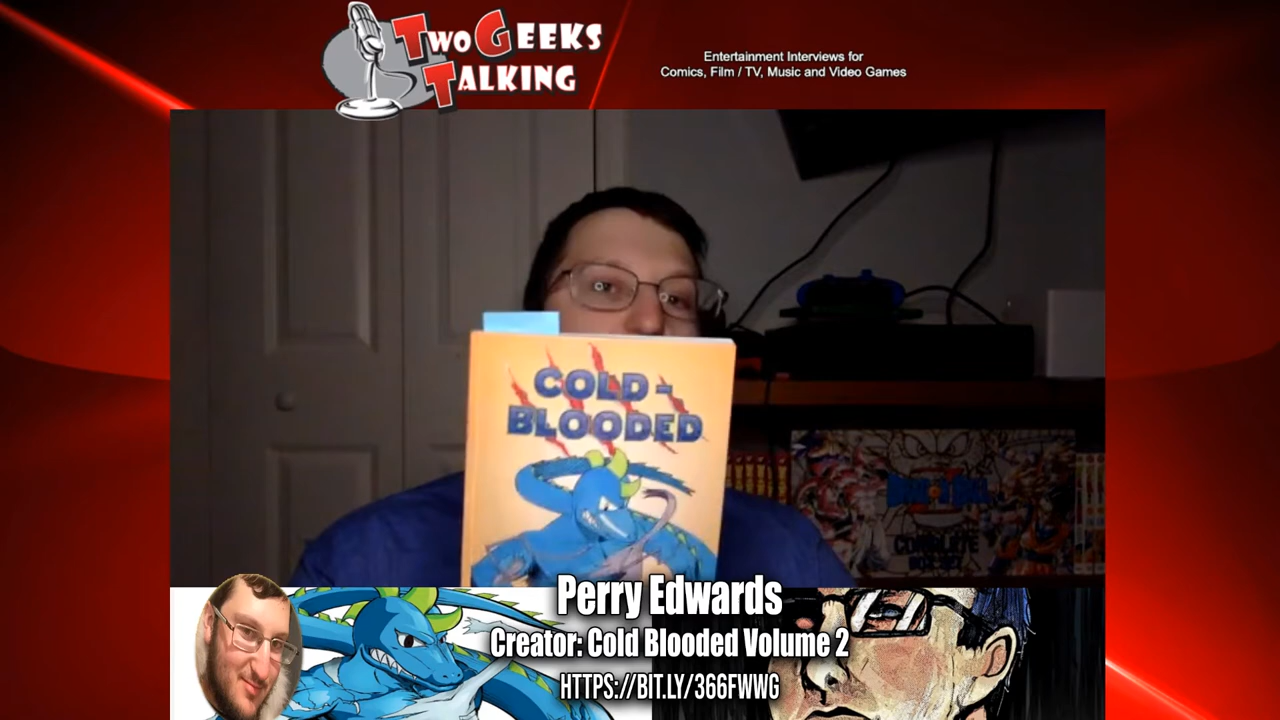 TWO GEEKS
TALKING
Entertainment Interviews for
Comics, Film / TV, Music and Video Games
COLD-
BLOODED
COMPLETE
Perry Edwards
Creator: Cold Blooded Volume 2
HTTPS://BIT.LY/366FWWG